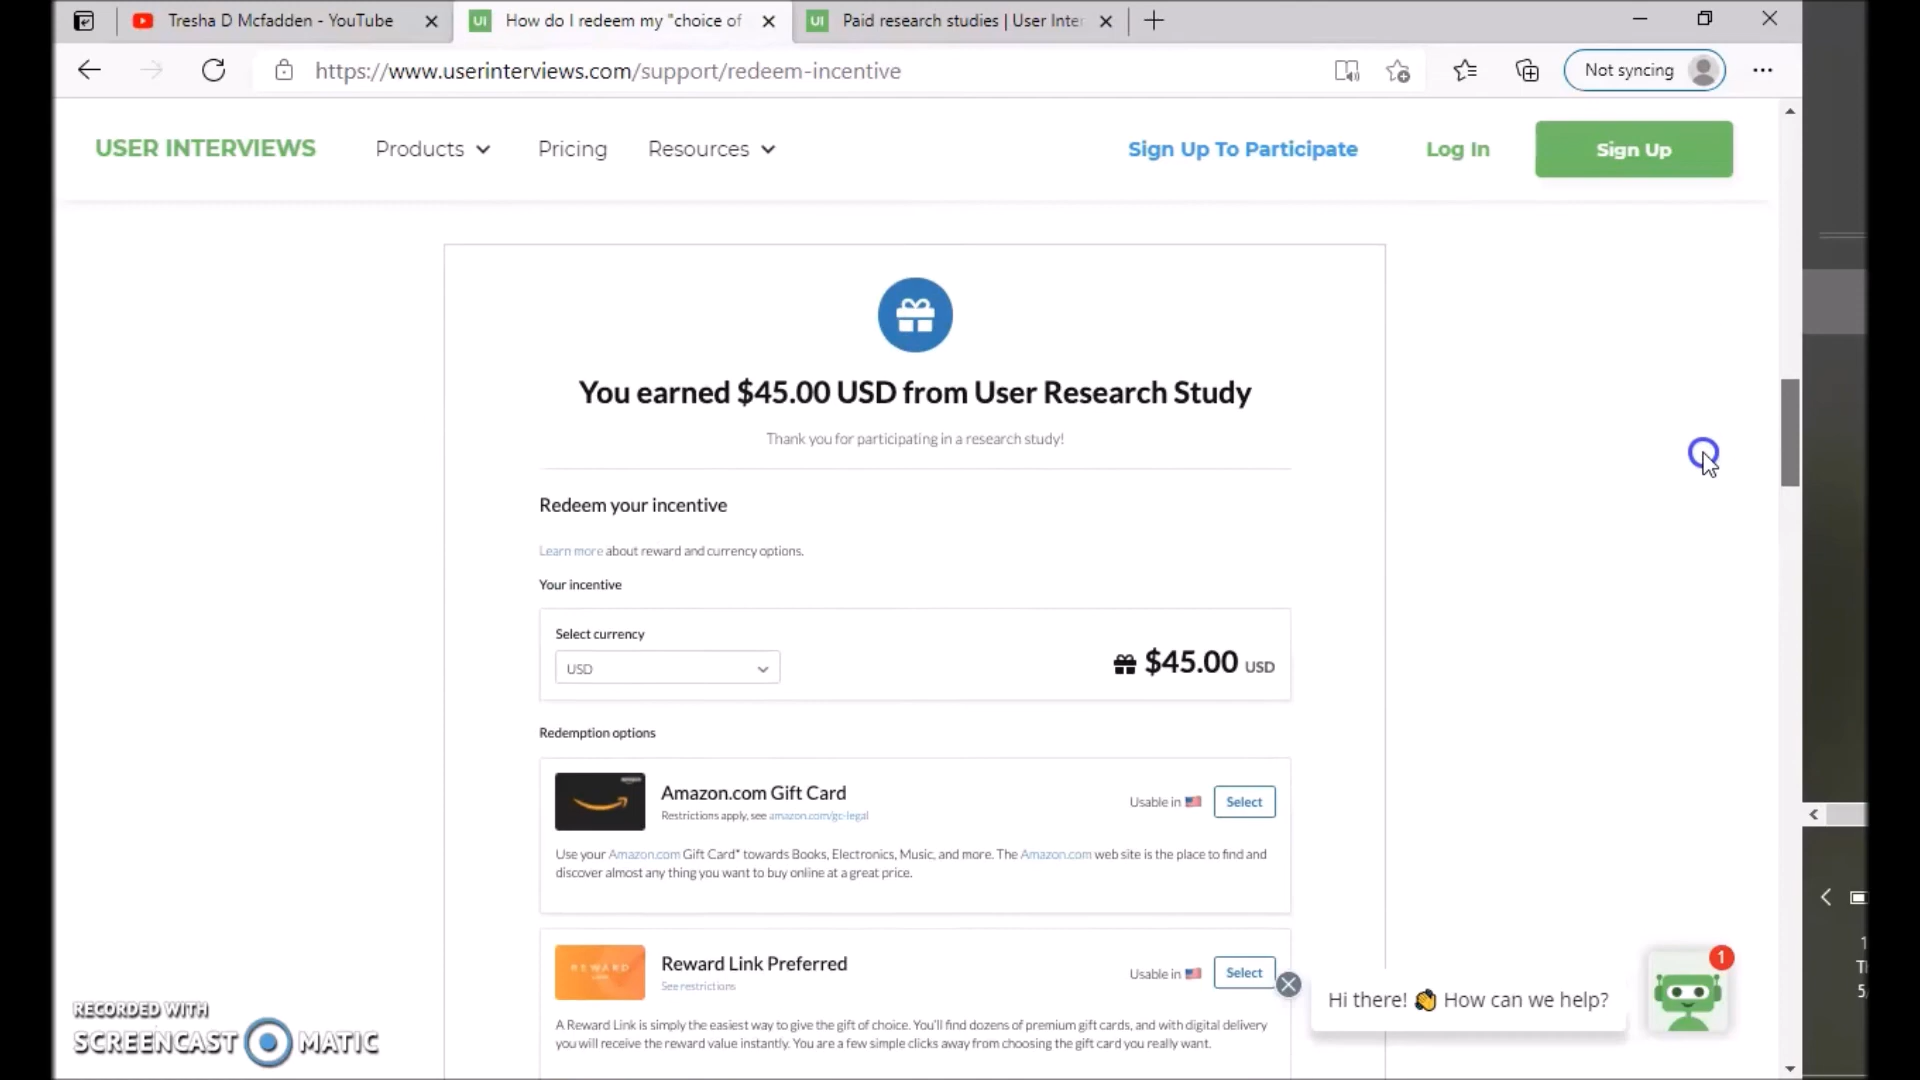 Tresha D Mcfadden - YouTube
UI How do I redeem my "choice of
UI Paid research studies | User Inte
https://www.userinterviews.com/support/redeem-incentive
Not syncing
USER INTERVIEWS
Products
Pricing
Resources
Sign Up To Participate
Log In
Sign Up
You earned $45.00 USD from User Research Study
Thank you for participating in a research study!
Redeem your incentive
Learn more about reward and currency options.
Your incentive
Select currency
USD
$45.00 USD
Redemption options
Amazon.com Gift Card
Restrictions apply, see amazon.com/gc-legal
Usable in
Select
Use your Amazon.com Gift Card* towards Books, Electronics, Music, and more. The Amazon.com web site is the place to find and
discover almost any thing you want to buy online at a great price.
REWARD
Reward Link Preferred
See restrictions
Usable in
Select
A Reward Link is simply the easiest way to give the gift of choice. You'll find dozens of premium gift cards, and with digital delivery
you will receive the reward value instantly. You are a few simple clicks away from choosing the gift card you really want.
Hi there! 👋 How can we help?
1
RECORDED WITH
SCREENCAST MATIC